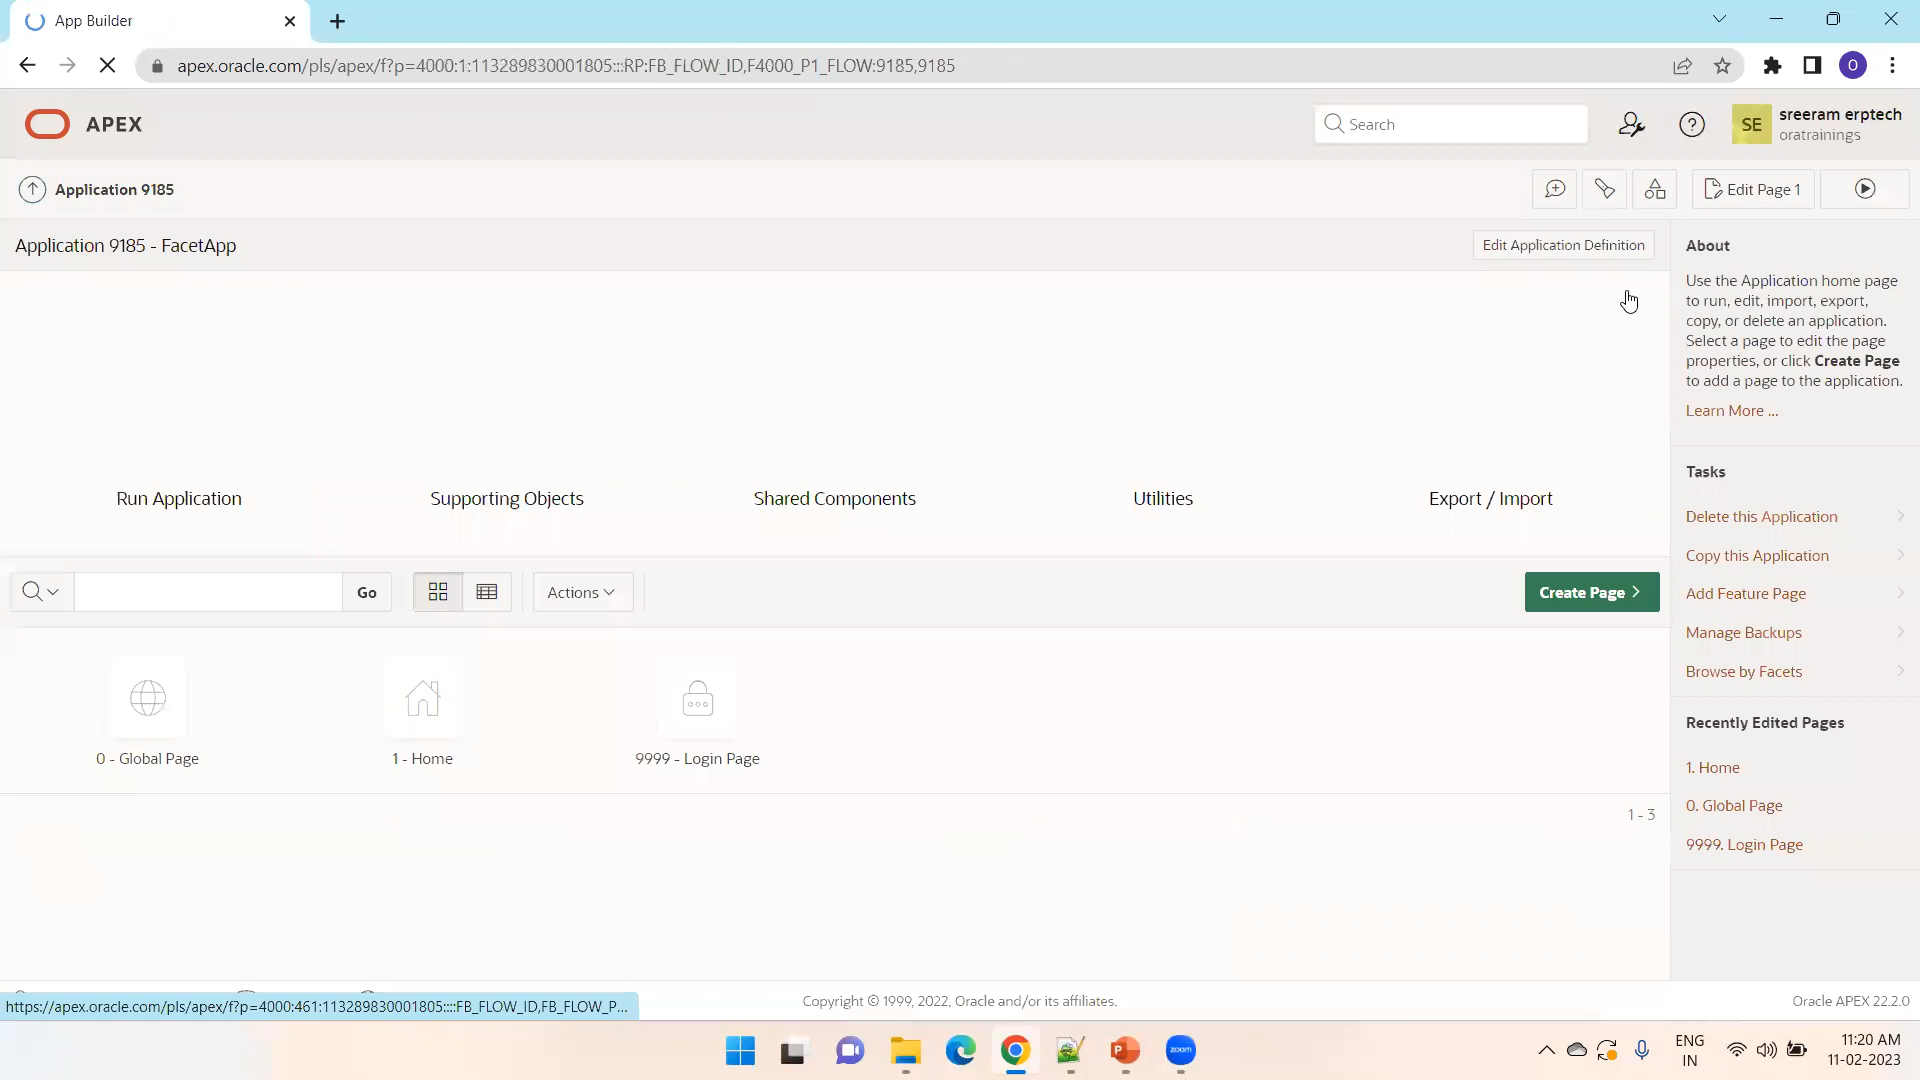 App Builder
apex.oracle.com/pls/apex/f?p=4000:1:113289830001805:::RP:FB_FLOW_ID,F4000_P1_FLOW:9185,9185
O
APEX
Search
SE
sreeram erptech
oratrainings
Application 9185
Edit Page 1
Application 9185 - FacetApp
Edit Application Definition
About
Use the Application home page
to run, edit, import, export,
copy, or delete an application.
Select a page to edit the page
properties, or click Create Page
to add a page to the application.
Learn More ...
Run Application
Supporting Objects
Shared Components
Utilities
Export / Import
Tasks
Delete this Application
Copy this Application
Add Feature Page
Manage Backups
Browse by Facets
Go
Actions
Create Page
0 - Global Page
1 - Home
9999 - Login Page
1 - 3
Recently Edited Pages
1. Home
0. Global Page
9999. Login Page
https://apex.oracle.com/pls/apex/f?p=4000:461:113289830001805::::FB_FLOW_ID,FB_FLOW_P...
Copyright © 1999, 2022, Oracle and/or its affiliates.
Oracle APEX 22.2.0
zoom
ENG
IN
11:20 AM
11-02-2023